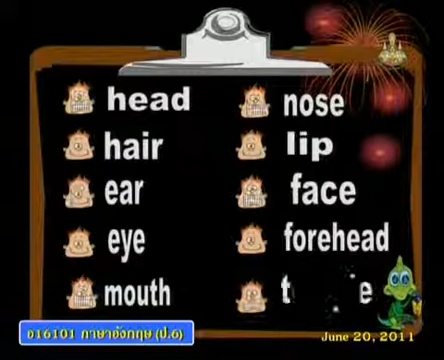 head
hair
ear
eye
mouth
nose
lip
face
forehead
อ16101 ภาษาอังกฤษ (ป.6)
June 20, 2011